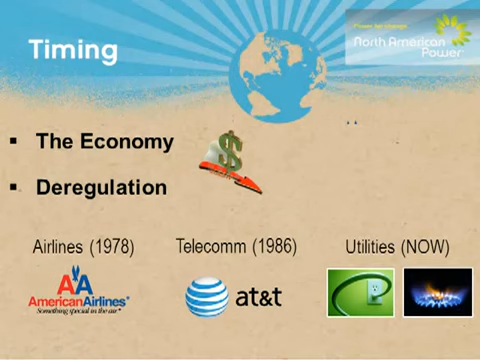 Timing
North American
Power
The Economy
Deregulation
Airlines (1978)
Telecomm (1986)
Utilities (NOW)
AA
AmericanAirlines®
Something special in the air*
at&t